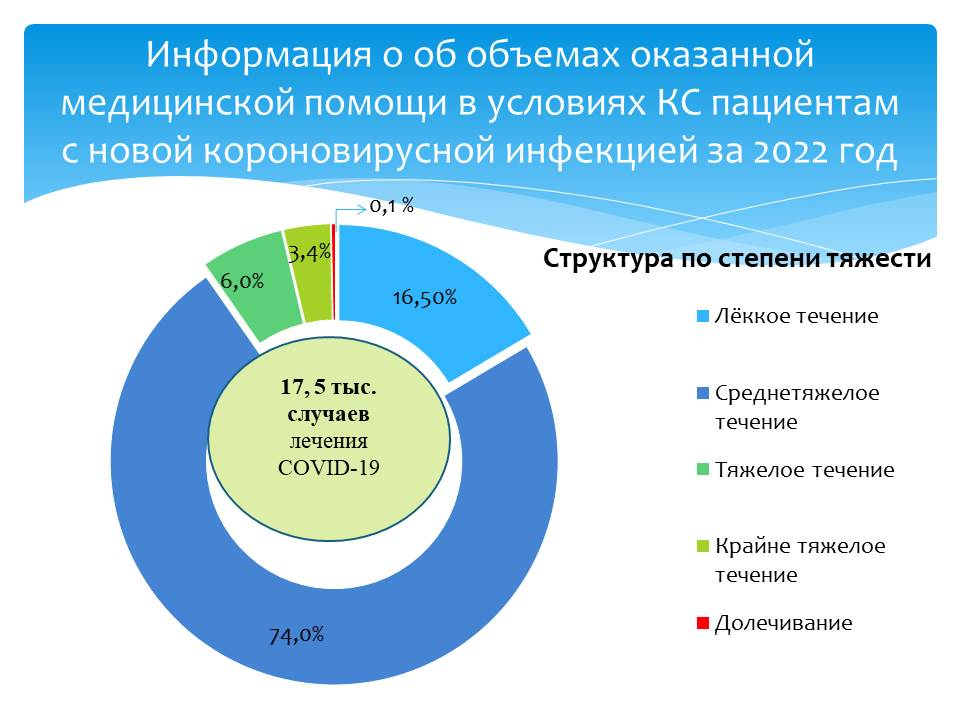 Информация о об объемах оказанной
медицинской помощи в условиях КС пациентам
с новой короновирусной инфекцией за 2022 год
0,1 %
3,4%
6,0%
16,50%
Структура по степени тяжести
Лёккое течение
Среднетяжелое
течение
Тяжелое течение
Крайне тяжелое
течение
Долечивание
17, 5 тыс.
случаев
лечения
COVID-19
74,0%